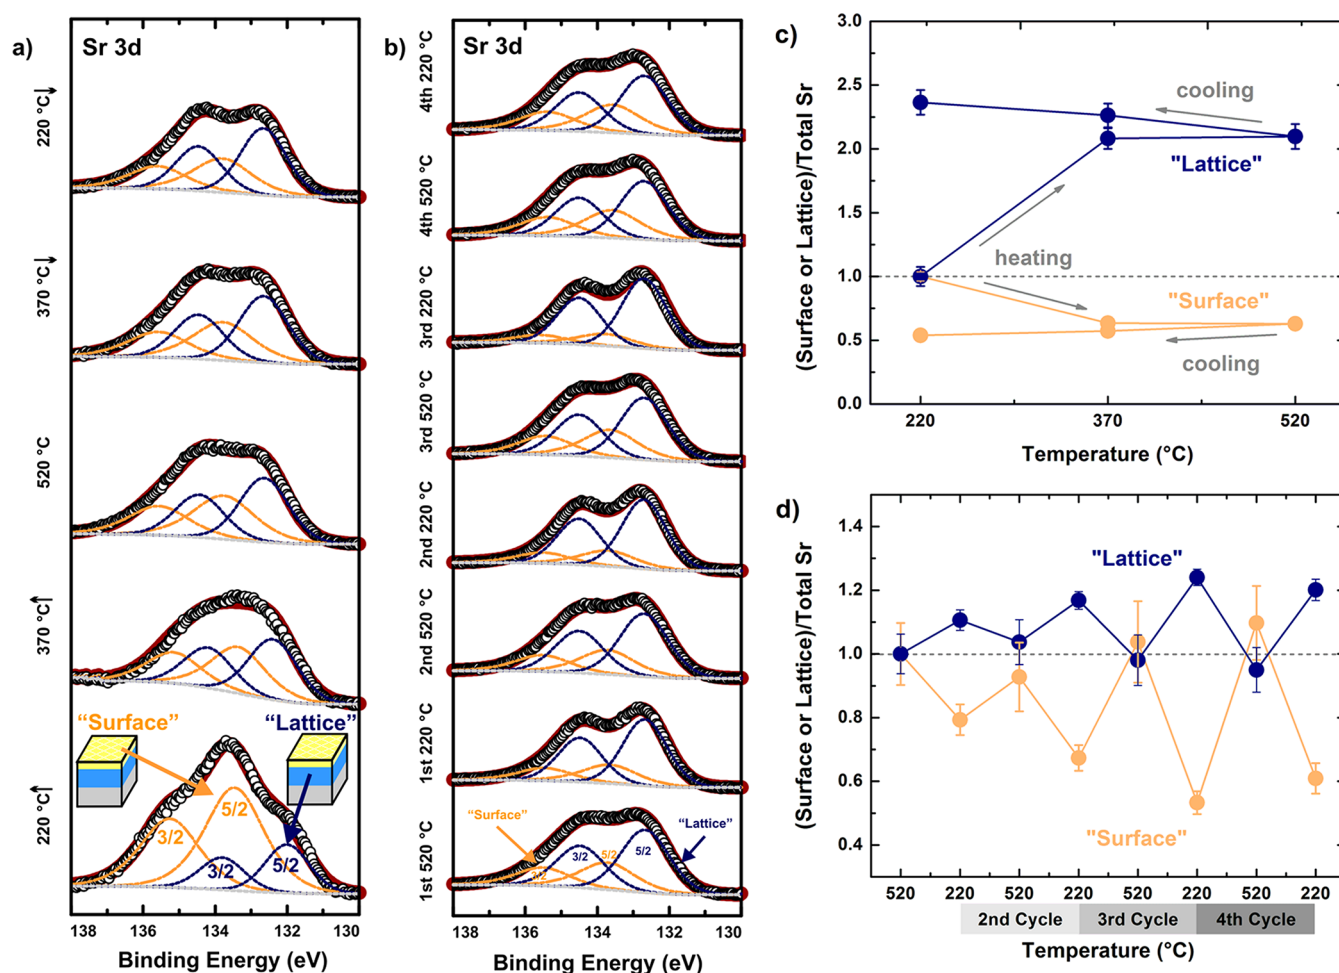 a)
Sr 3d
220 °C↓
370 °C↓
520 °C
370 °C↑
220 °C↑
"Surface"
"Lattice"
3/2
5/2
3/2
5/2
138 136 134 132 130
Binding Energy (eV)
b)
Sr 3d
4th 220 °C
4th 520 °C
3rd 220 °C
3rd 520 °C
2nd 220 °C
2nd 520 °C
1st 220 °C
1st 520 °C
"Surface"
"Lattice"
3/2
5/2
5/2
138 136 134 132 130
Binding Energy (eV)
c)
(Surface or Lattice)/Total Sr
3.0
2.5
2.0
1.5
1.0
0.5
0.0
cooling
"Lattice"
heating
"Surface"
cooling
220 370 520
Temperature (°C)
d)
(Surface or Lattice)/Total Sr
1.4
1.2
1.0
0.8
0.6
0.4
"Lattice"
"Surface"
520 220 520 220 520 220 520 220
2nd Cycle 3rd Cycle 4th Cycle
Temperature (°C)